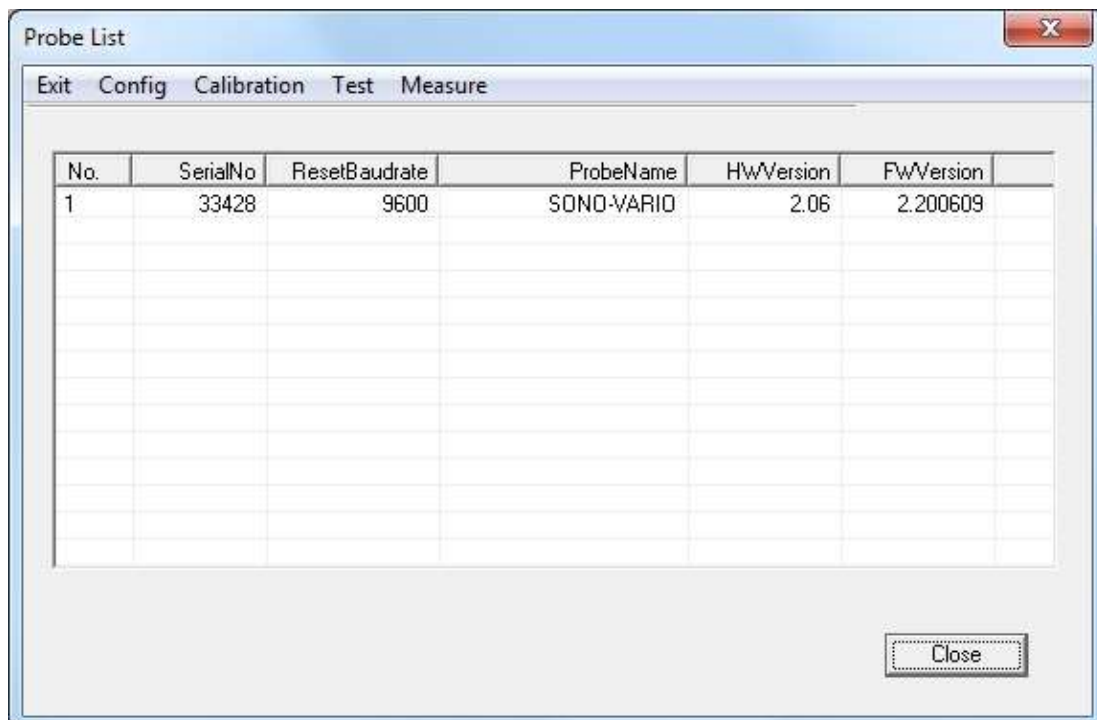 Probe List
Exit Config Calibration Test Measure
No. SerialNo ResetBaudrate ProbeName HWVersion FWVersion
1 33428 9600 SONO-VARIO 2.06 2.200609
Close